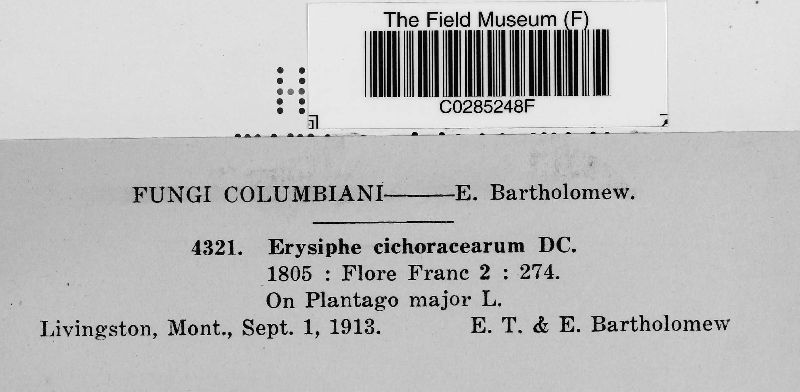 The Field Museum (F)
C0285248F
FUNGI COLUMBIANI——E. Bartholomew.
4321. Erysiphe cichoracearum DC.
1805 : Flore Franc 2 : 274.
On Plantago major L.
Livingston, Mont., Sept. 1, 1913. E. T. & E. Bartholomew